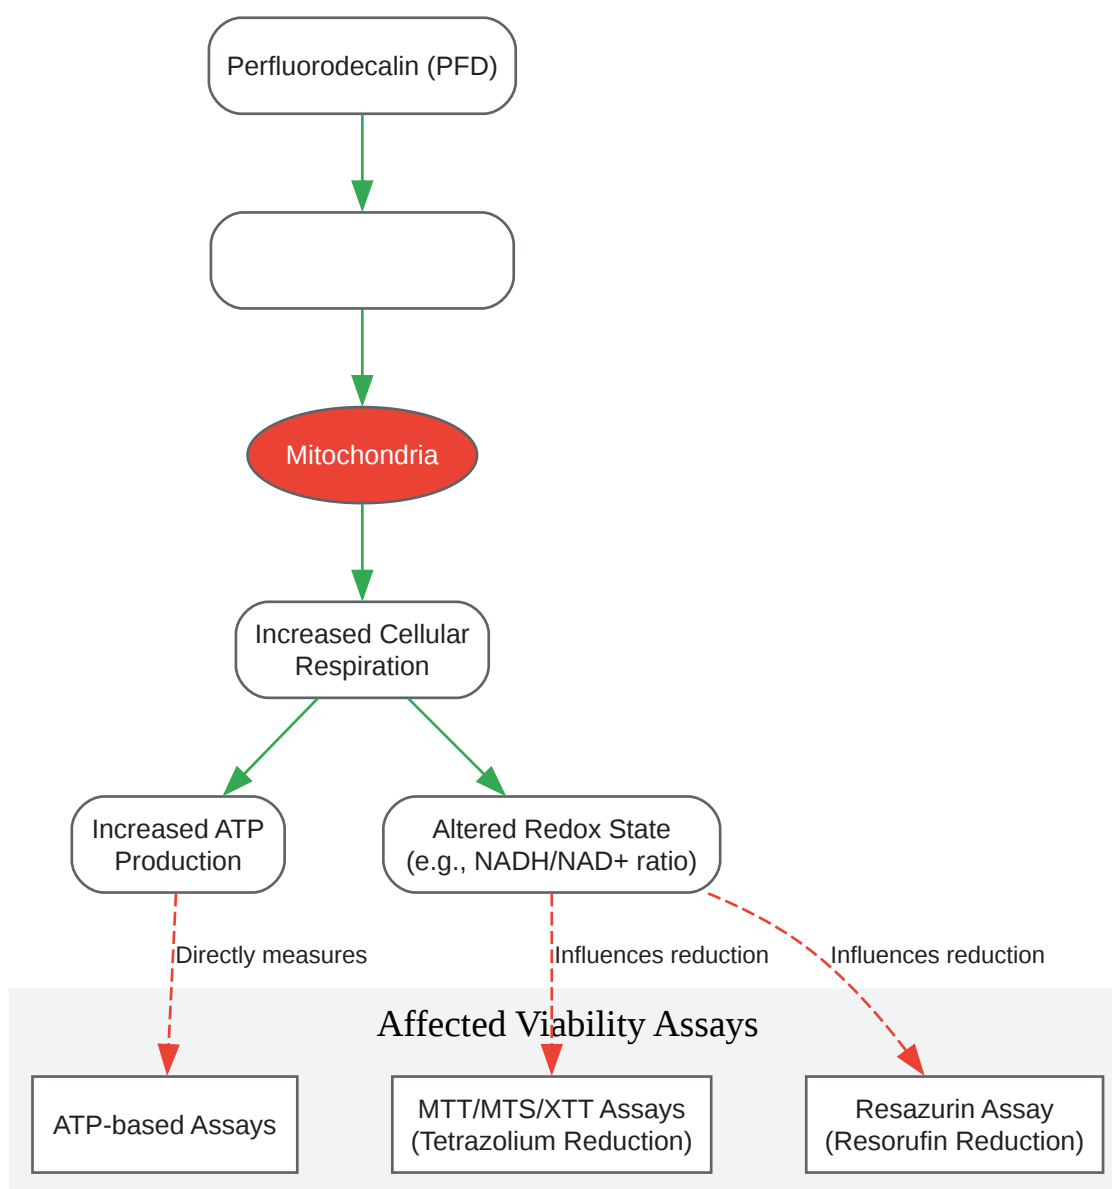 Perfluorodecalin (PFD)
Mitochondria
Increased Cellular
Respiration
Increased ATP
Production
Altered Redox State
(e.g., NADH/NAD+ ratio)
Directly measures
Influences reduction
Influences reduction
Affected Viability Assays
ATP-based Assays
MTT/MTS/XTT Assays
(Tetrazolium Reduction)
Resazurin Assay
(Resorufin Reduction)